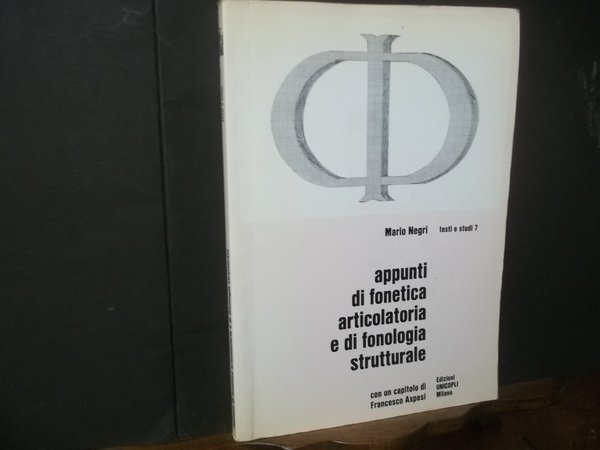 Φ
Mario Negri testi e studi 7
appunti
di fonetica
articolatoria
e di fonologia
strutturale
con un capitolo di
Francesco Aspesi
Edizioni
UNICOPLI
Milano